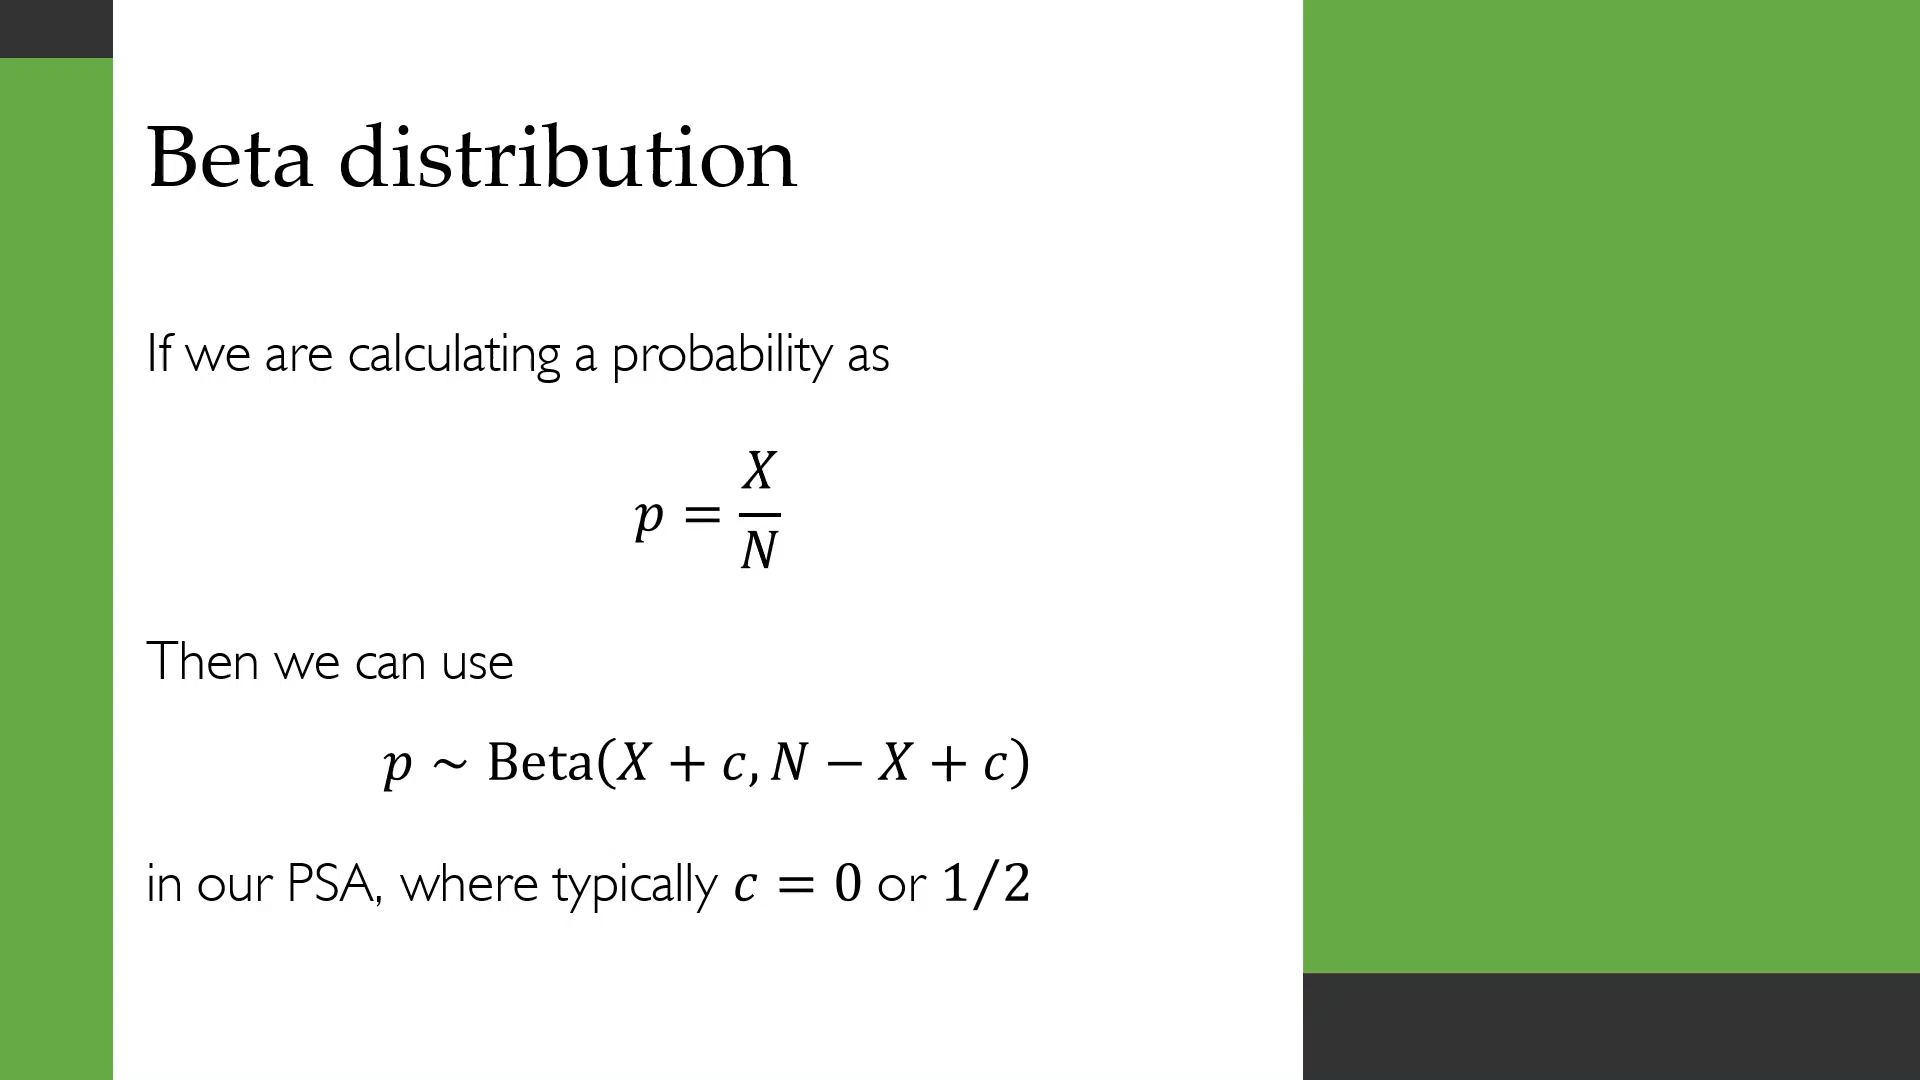 Beta distribution
If we are calculating a probability as
p = X/N
Then we can use
p ~ Beta(X + c, N − X + c)
in our PSA, where typically c = 0 or 1/2